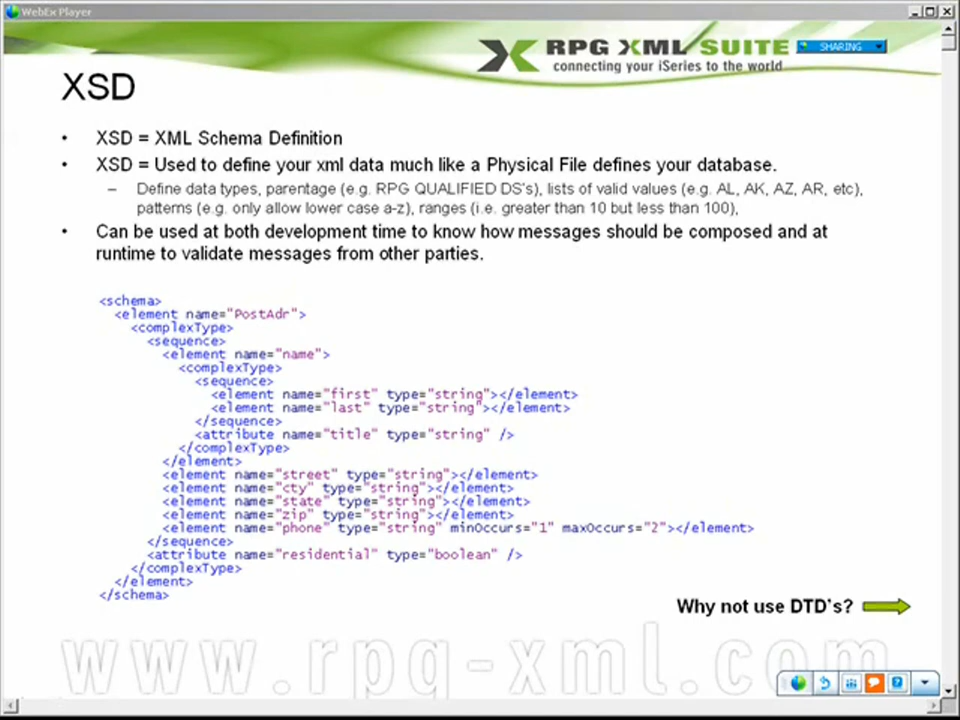 WebEx Player
RPG XML SUITE
SHARING
connecting your iSeries to the world
XSD
• XSD = XML Schema Definition
• XSD = Used to define your xml data much like a Physical File defines your database.
– Define data types, parentage (e.g. RPG QUALIFIED DS's), lists of valid values (e.g. AL, AK, AZ, AR, etc),
patterns (e.g. only allow lower case a-z), ranges (i.e. greater than 10 but less than 100),
• Can be used at both development time to know how messages should be composed and at
runtime to validate messages from other parties.
<schema>
<element name="PostAdr">
<complexType>
<sequence>
<element name="name">
<complexType>
<sequence>
<element name="first" type="string"></element>
<element name="last" type="string"></element>
</sequence>
<attribute name="title" type="string" />
</complexType>
</element>
<element name="street" type="string"></element>
<element name="cty" type="string"></element>
<element name="state" type="string"></element>
<element name="zip" type="string"></element>
<element name="phone" type="string" minOccurs="1" maxOccurs="2"></element>
</sequence>
<attribute name="residential" type="boolean" />
</complexType>
</element>
</schema>
Why not use DTD's?
www.rpg-xml.com